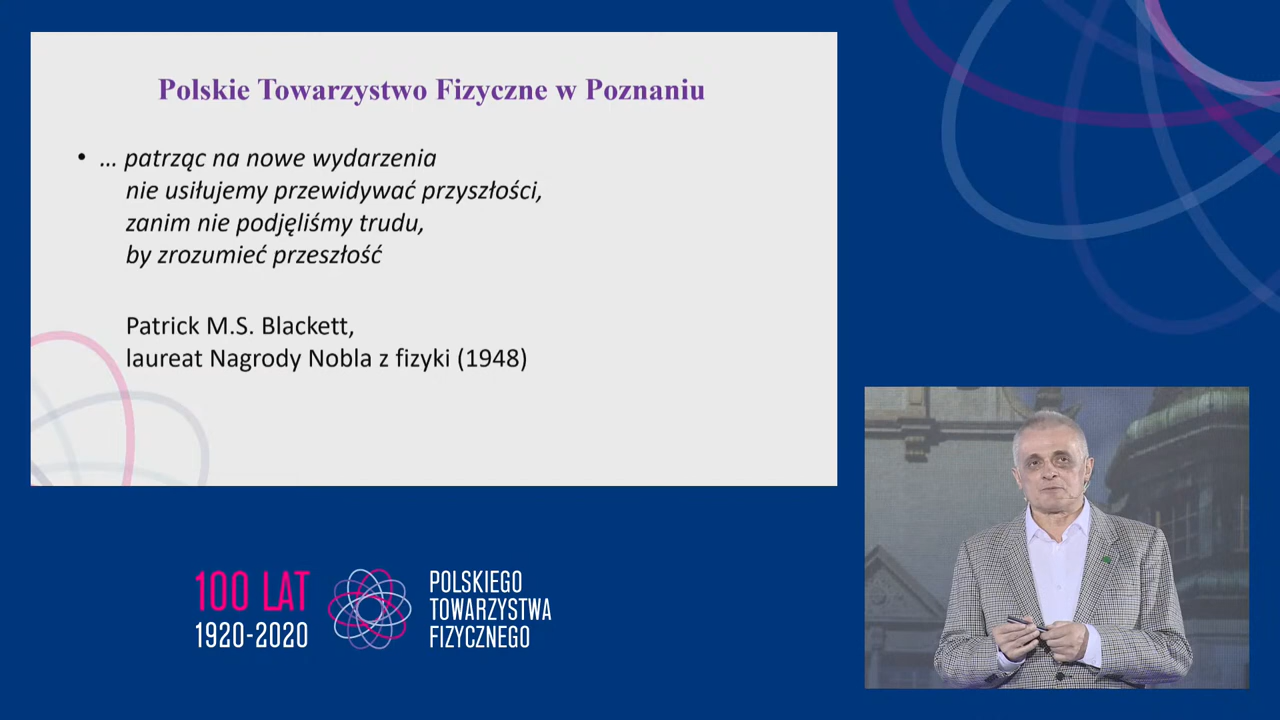 Polskie Towarzystwo Fizyczne w Poznaniu
• … patrząc na nowe wydarzenia
nie usiłujemy przewidywać przyszłości,
zanim nie podjęliśmy trudu,
by zrozumieć przeszłość
Patrick M.S. Blackett,
laureat Nagrody Nobla z fizyki (1948)
100 LAT
1920-2020
POLSKIEGO
TOWARZYSTWA
FIZYCZNEGO